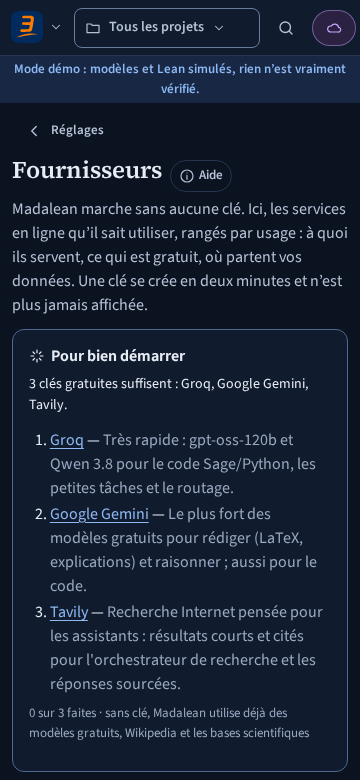 Tous les projets
Mode démo : modèles et Lean simulés, rien n’est vraiment
vérifié.
Réglages
Fournisseurs
Aide
Madalean marche sans aucune clé. Ici, les services
en ligne qu’il sait utiliser, rangés par usage : à quoi
ils servent, ce qui est gratuit, où partent vos
données. Une clé se crée en deux minutes et n’est
plus jamais affichée.
Pour bien démarrer
3 clés gratuites suffisent : Groq, Google Gemini,
Tavily.
1. Groq — Très rapide : gpt-oss-120b et
Qwen 3.8 pour le code Sage/Python, les
petites tâches et le routage.
2. Google Gemini — Le plus fort des
modèles gratuits pour rédiger (LaTeX,
explications) et raisonner ; aussi pour le
code.
3. Tavily — Recherche Internet pensée pour
les assistants : résultats courts et cités
pour l'orchestrateur de recherche et les
réponses sourcées.
0 sur 3 faites · sans clé, Madalean utilise déjà des
modèles gratuits, Wikipedia et les bases scientifiques